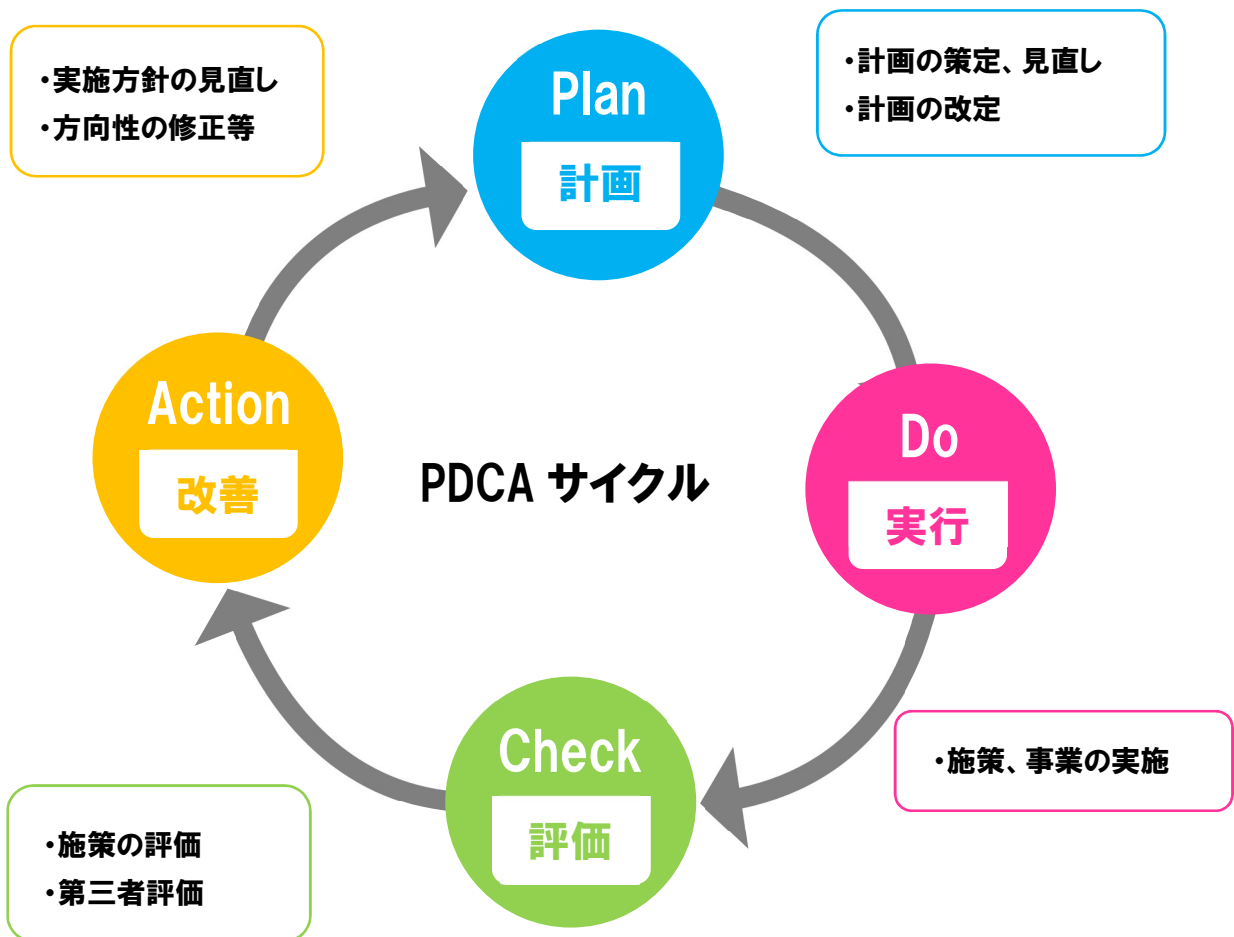 ・実施方針の見直し
・方向性の修正等
Plan
計画
・計画の策定、見直し
・計画の改定
Action
改善
PDCA サイクル
Do
実行
・施策、事業の実施
Check
評価
・施策の評価
・第三者評価